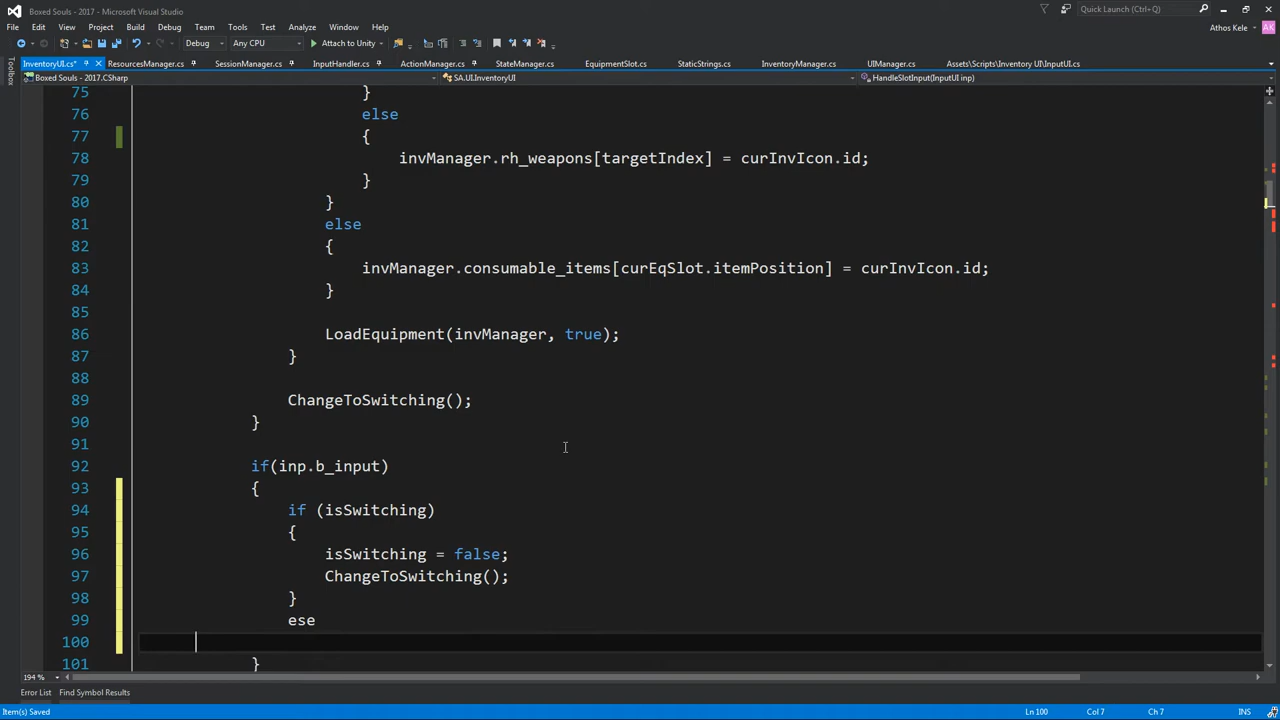 Boxed Souls - 2017 - Microsoft Visual Studio
Quick Launch (Ctrl+Q)
File Edit View Project Build Debug Team Tools Test Analyze Window Help
Athos Kele AK
Debug Any CPU Attach to Unity
InventoryUI.cs* ResourcesManager.cs SessionManager.cs InputHandler.cs ActionManager.cs StateManager.cs EquipmentSlot.cs StaticStrings.cs InventoryManager.cs UIManager.cs Assets\Scripts\Inventory UI\InputUI.cs
Toolbox
Boxed Souls - 2017.CSharp SA.UI.InventoryUI HandleSlotInput(InputUI inp)
75 }
76 else
77 {
78 invManager.rh_weapons[targetIndex] = curInvIcon.id;
79 }
80 }
81 else
82 {
83 invManager.consumable_items[curEqSlot.itemPosition] = curInvIcon.id;
84 }
85
86 LoadEquipment(invManager, true);
87 }
88
89 ChangeToSwitching();
90 }
91
92 if(inp.b_input)
93 {
94 if (isSwitching)
95 {
96 isSwitching = false;
97 ChangeToSwitching();
98 }
99 ese
100
101 }
194 %
Error List Find Symbol Results
Item(s) Saved Ln 100 Col 7 Ch 7 INS